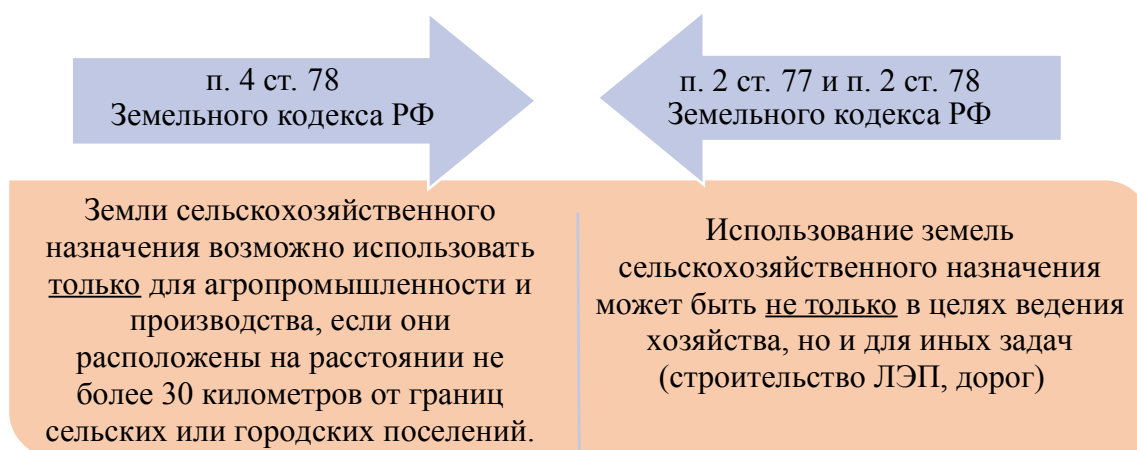 п. 4 ст. 78
Земельного кодекса РФ
п. 2 ст. 77 и п. 2 ст. 78
Земельного кодекса РФ
Земли сельскохозяйственного
назначения возможно использовать
только для агропромышленности и
производства, если они
расположены на расстоянии не
более 30 километров от границ
сельских или городских поселений.
Использование земель
сельскохозяйственного назначения
может быть не только в целях ведения
хозяйства, но и для иных задач
(строительство ЛЭП, дорог)